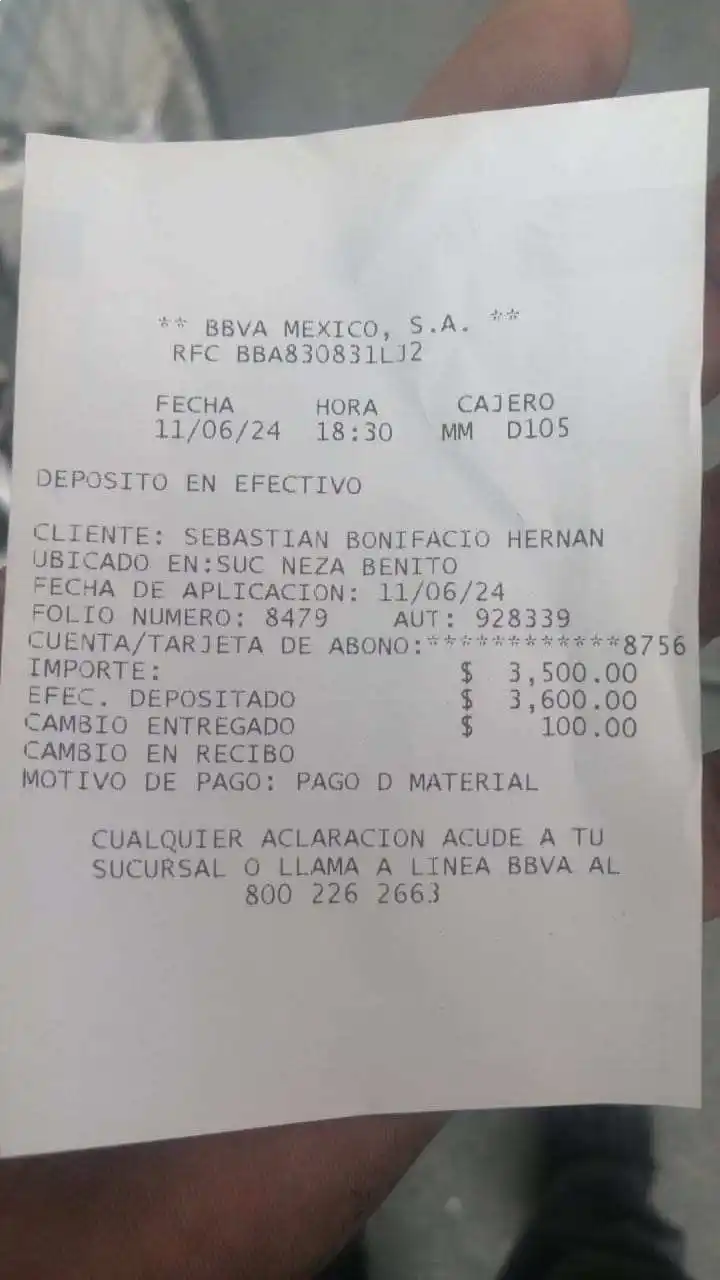 ** BBVA MEXICO, S.A. **
RFC BBA830831LJ2
FECHA HORA CAJERO
11/06/24 18:30 MM D105
DEPOSITO EN EFECTIVO
CLIENTE: SEBASTIAN BONIFACIO HERNAN
UBICADO EN:SUC NEZA BENITO
FECHA DE APLICACION: 11/06/24
FOLIO NUMERO: 8479 AUT: 928339
CUENTA/TARJETA DE ABONO:************8756
IMPORTE: $ 3,500.00
EFEC. DEPOSITADO $ 3,600.00
CAMBIO ENTREGADO $ 100.00
CAMBIO EN RECIBO
MOTIVO DE PAGO: PAGO D MATERIAL
CUALQUIER ACLARACION ACUDE A TU
SUCURSAL O LLAMA A LINEA BBVA AL
800 226 2663